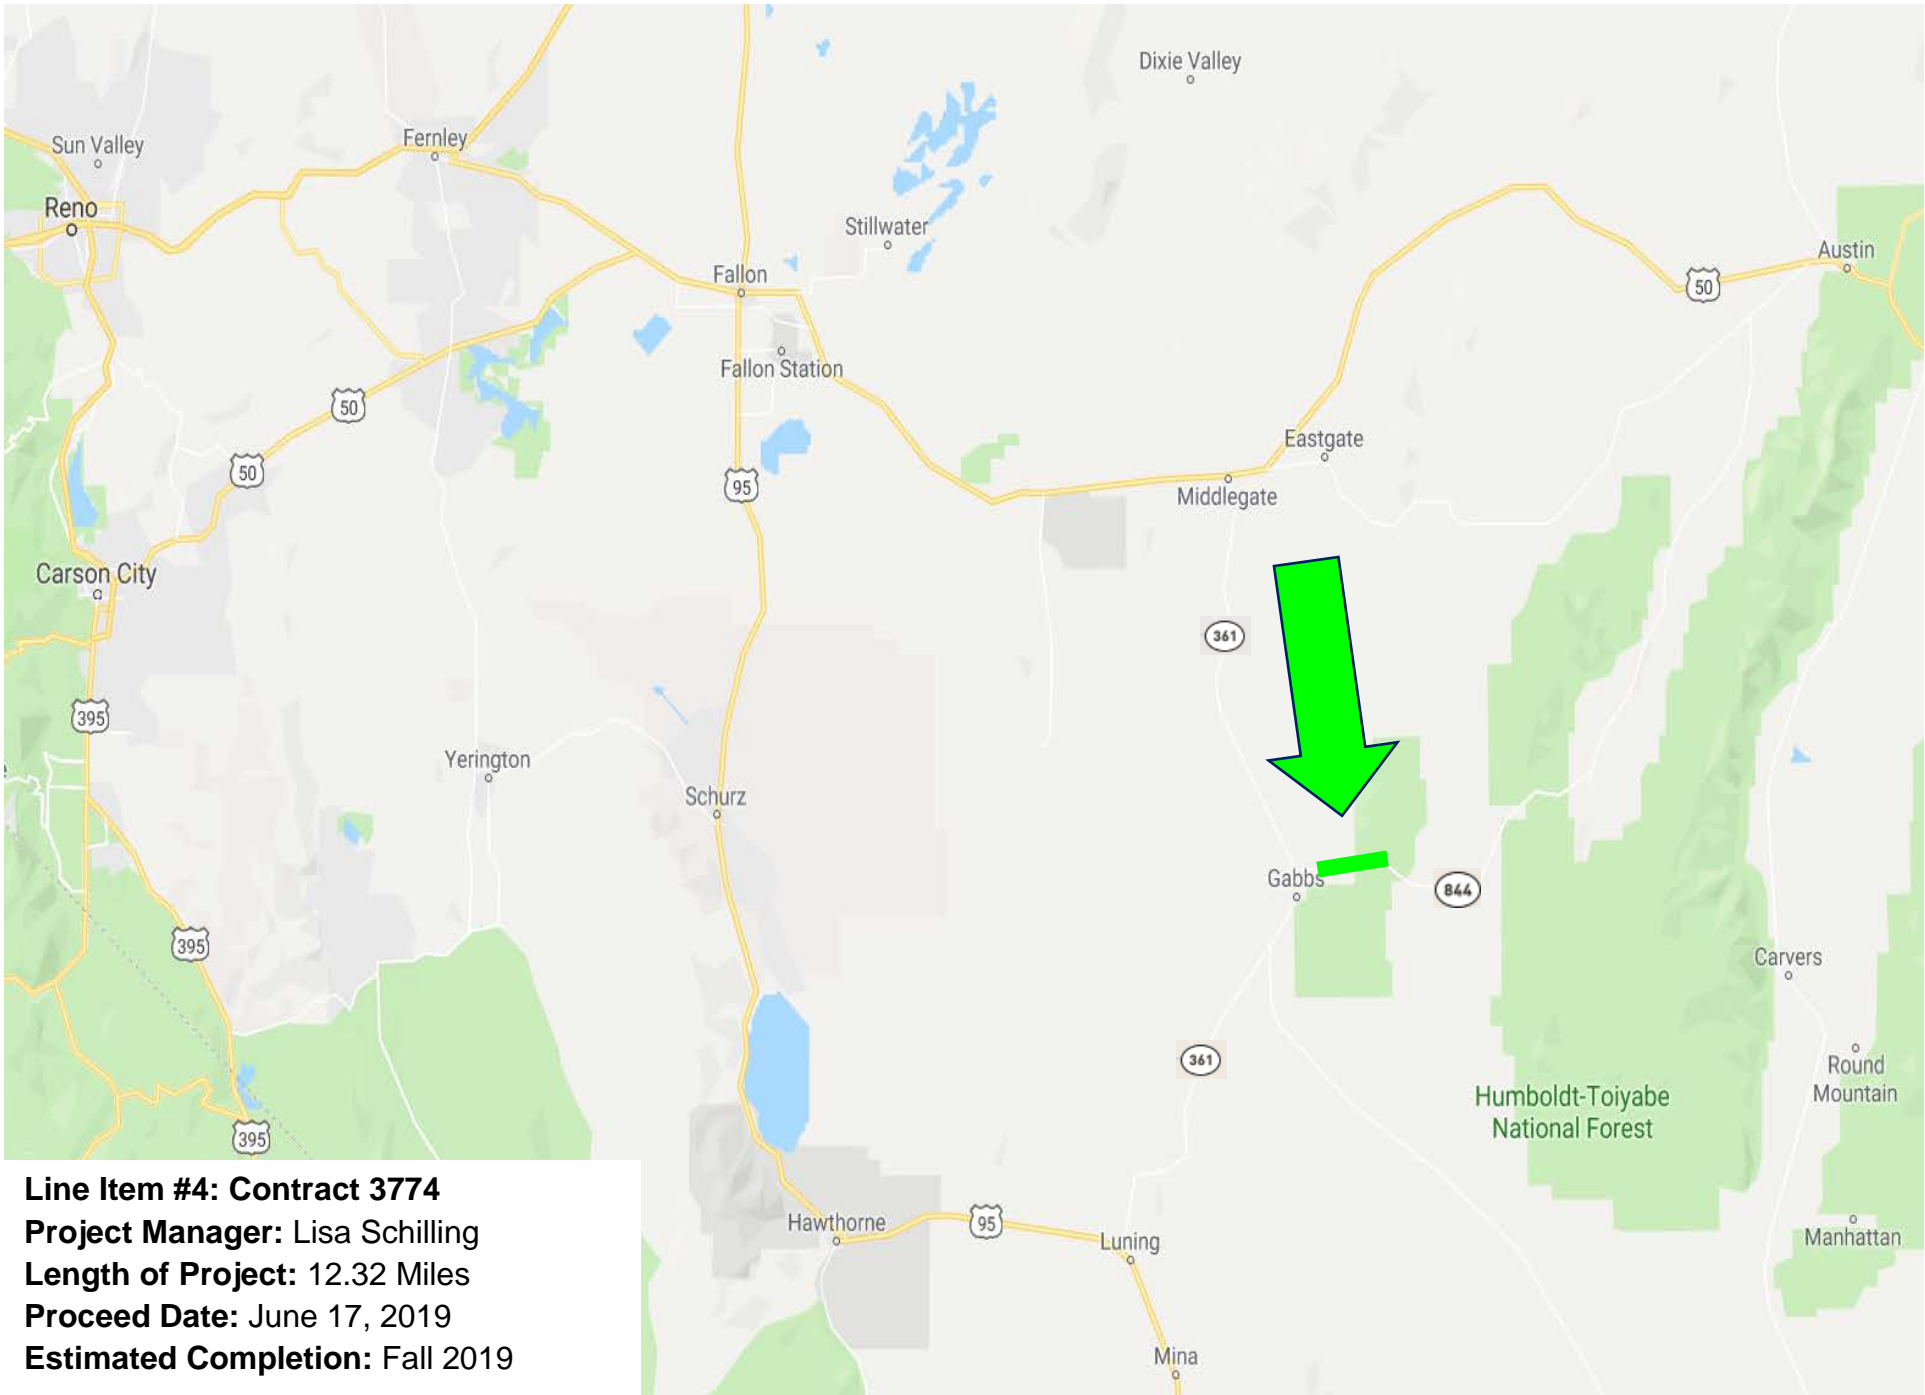 Dixie Valley
Sun Valley
Fernley
Reno
Stillwater
Austin
Fallon
50
Fallon Station
50
Eastgate
50
95
Middlegate
Carson City
361
395
Yerington
Schurz
Gabbs
844
395
Carvers
361
Round
Mountain
Humboldt-Toiyabe
National Forest
395
Hawthorne
95
Luning
Manhattan
Mina
Line Item #4: Contract 3774
Project Manager: Lisa Schilling
Length of Project: 12.32 Miles
Proceed Date: June 17, 2019
Estimated Completion: Fall 2019